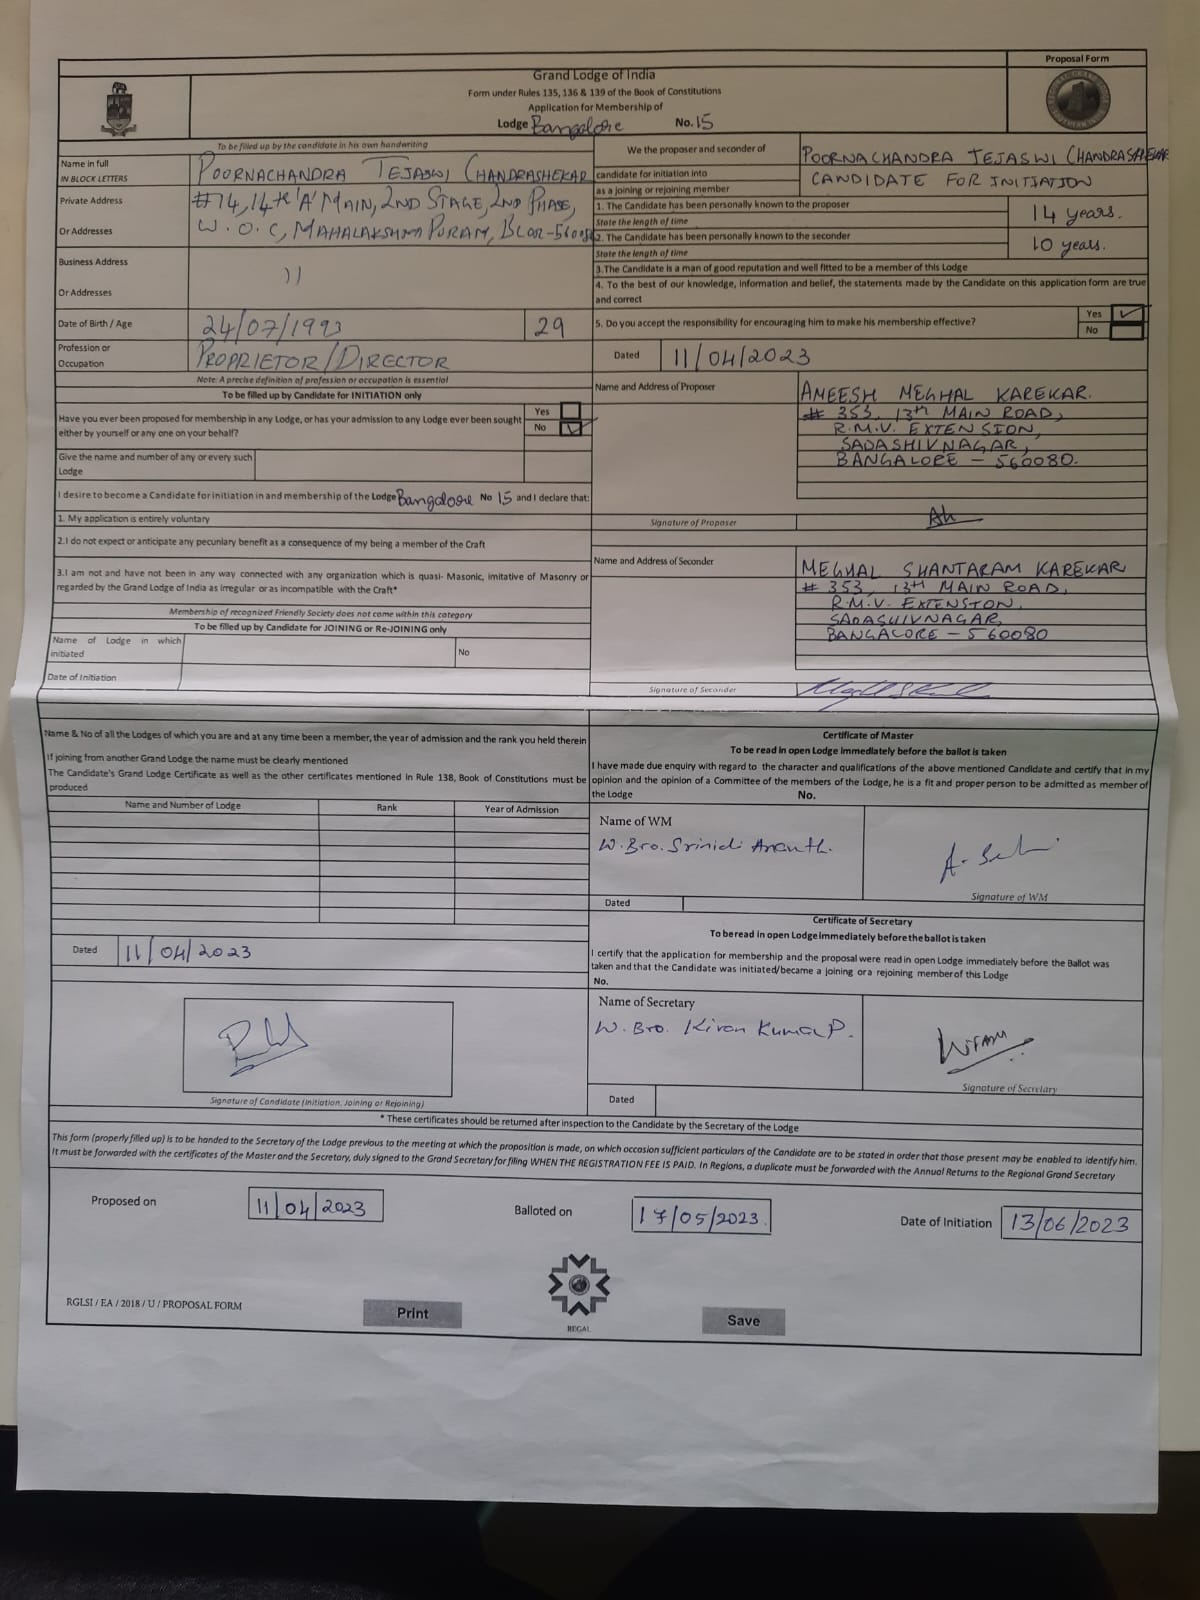 Proposal Form
Grand Lodge of India
Form under Rules 135, 136 & 139 of the Book of Constitutions
Application for Membership of
Lodge Bangalore No. 15
To be filled up by the candidate in his own handwriting
Name in full
IN BLOCK LETTERS
POORNACHANDRA TEJASWI CHANDRASHEKAR
Private Address
Or Addresses
#14, 14th 'A' MAIN, 2ND STAGE, 2ND PHASE,
W.O.C, MAHALAKSHMI PURAM, BLOR-56008
Business Address
Or Addresses
))
Date of Birth / Age
24/07/1993
29
Profession or
Occupation
PROPRIETOR/DIRECTOR
Note: A precise definition of profession or occupation is essential
To be filled up by Candidate for INITIATION only
Have you ever been proposed for membership in any Lodge, or has your admission to any Lodge ever been sought
either by yourself or any one on your behalf?
Yes
No
Give the name and number of any or every such
Lodge
I desire to become a Candidate for initiation in and membership of the Lodge Bangalore No 15 and I declare that:
1. My application is entirely voluntary
2.I do not expect or anticipate any pecuniary benefit as a consequence of my being a member of the Craft
3.I am not and have not been in any way connected with any organization which is quasi- Masonic, imitative of Masonry or
regarded by the Grand Lodge of India as irregular or as incompatible with the Craft*
Membership of recognized Friendly Society does not come within this category
To be filled up by Candidate for JOINING or Re-JOINING only
Name of Lodge in which
initiated
No
Date of Initiation
We the proposer and seconder of
POORNACHANDRA TEJASWI CHANDRASHEKAR
candidate for initiation into
CANDIDATE FOR INITIATION
as a joining or rejoining member
1. The Candidate has been personally known to the proposer
State the length of time
14 years.
2. The Candidate has been personally known to the seconder
State the length of time
10 years.
3.The Candidate is a man of good reputation and well fitted to be a member of this Lodge
4. To the best of our knowledge, information and belief, the statements made by the Candidate on this application form are true
and correct
5. Do you accept the responsibility for encouraging him to make his membership effective?
Yes
No
Dated 11/04/2023
Name and Address of Proposer
ANEESH MEGHAL KAREKAR.
# 353, 13th MAIN ROAD,
R.M.V. EXTENSION,
SADASHIVNAGAR,
BANGALORE - 560080.
Signature of Proposer
Name and Address of Seconder
MEGHAL SHANTARAM KAREKAR
# 353, 13TH MAIN ROAD,
R.M.V. EXTENSION.
SADASHIVNAGAR,
BANGALORE - 560080
Signature of Seconder
Name & No of all the Lodges of which you are and at any time been a member, the year of admission and the rank you held therein
If joining from another Grand Lodge the name must be clearly mentioned
The Candidate's Grand Lodge Certificate as well as the other certificates mentioned in Rule 138, Book of Constitutions must be
produced
Name and Number of Lodge
Rank
Year of Admission
Dated 11/04/2023
Signature of Candidate (Initiation, Joining or Rejoining)
Certificate of Master
To be read in open Lodge immediately before the ballot is taken
I have made due enquiry with regard to the character and qualifications of the above mentioned Candidate and certify that in my
opinion and the opinion of a Committee of the members of the Lodge, he is a fit and proper person to be admitted as member of
the Lodge No.
Name of WM
W. Bro. Srinidi Ananth.
Signature of WM
Dated
Certificate of Secretary
To be read in open Lodge immediately before the ballot is taken
I certify that the application for membership and the proposal were read in open Lodge immediately before the Ballot was
taken and that the Candidate was initiated/became a joining or a rejoining member of this Lodge
No.
Name of Secretary
W. Bro. Kiran Kumar P.
Signature of Secretary
Dated
* These certificates should be returned after inspection to the Candidate by the Secretary of the Lodge
This form (properly filled up) is to be handed to the Secretary of the Lodge previous to the meeting at which the proposition is made, on which occasion sufficient particulars of the Candidate are to be stated in order that those present may be enabled to identify him.
It must be forwarded with the certificates of the Master and the Secretary, duly signed to the Grand Secretary for filing WHEN THE REGISTRATION FEE IS PAID. In Regions, a duplicate must be forwarded with the Annual Returns to the Regional Grand Secretary
Proposed on 11/04/2023
Balloted on 17/05/2023.
Date of Initiation 13/06/2023
RGLSI / EA / 2018 / U / PROPOSAL FORM
Print
REGAL
Save